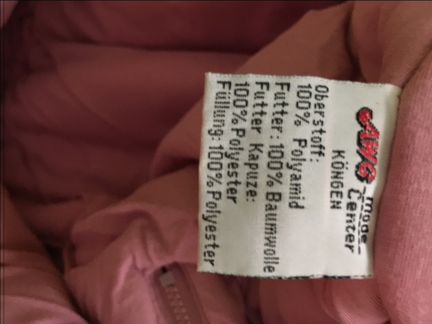 AWG Mode-
Center
KÖNGEN
Oberstoff:
100% Polyamid
Futter: 100% Baumwolle
Futter Kapuze:
100% Polyester
Füllung: 100% Polyester